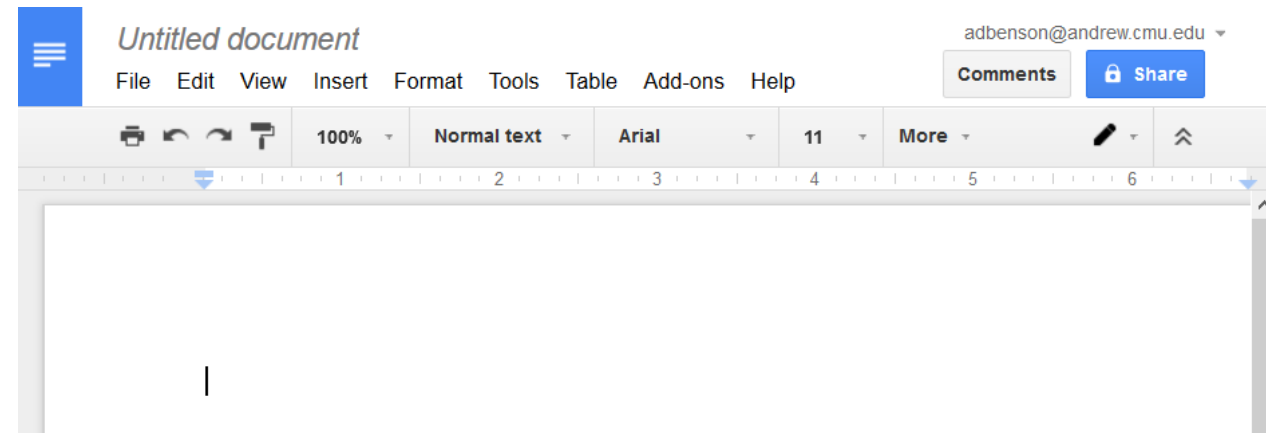 Untitled document
adbenson@andrew.cmu.edu
File Edit View Insert Format Tools Table Add-ons Help
Comments
Share
100% Normal text Arial 11 More
1 2 3 4 5 6